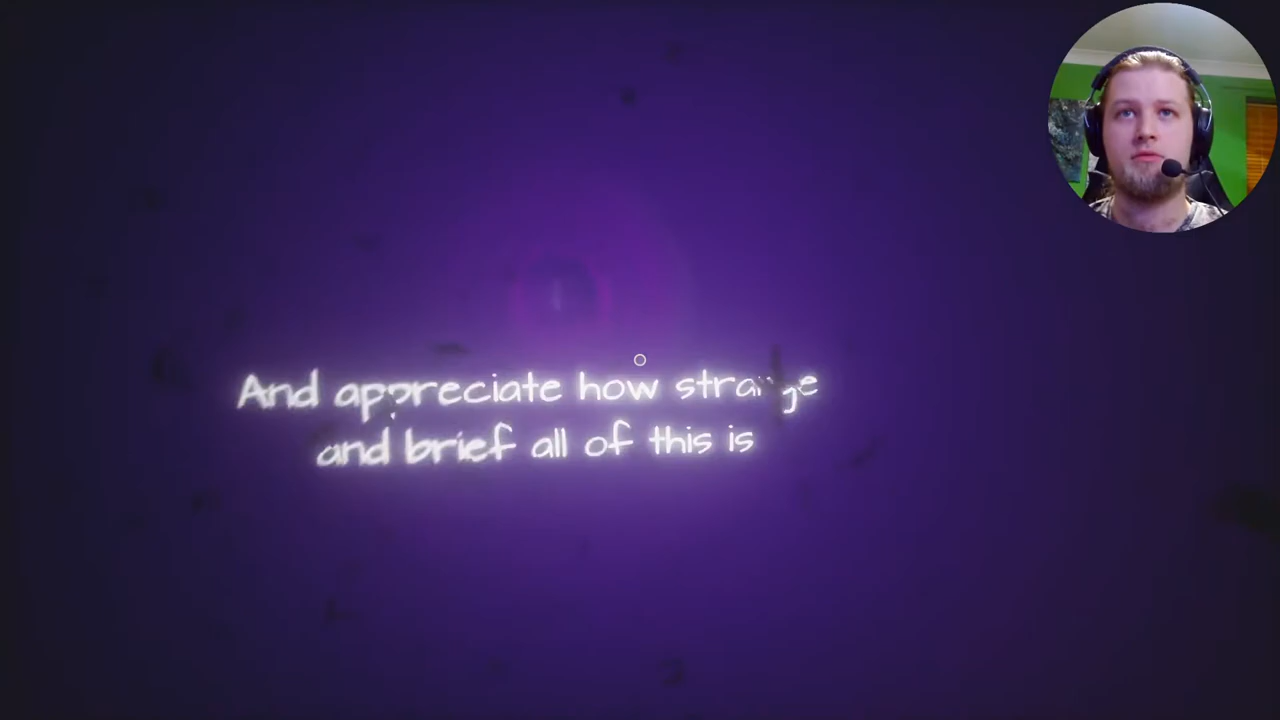 And appreciate how strange
and brief all of this is